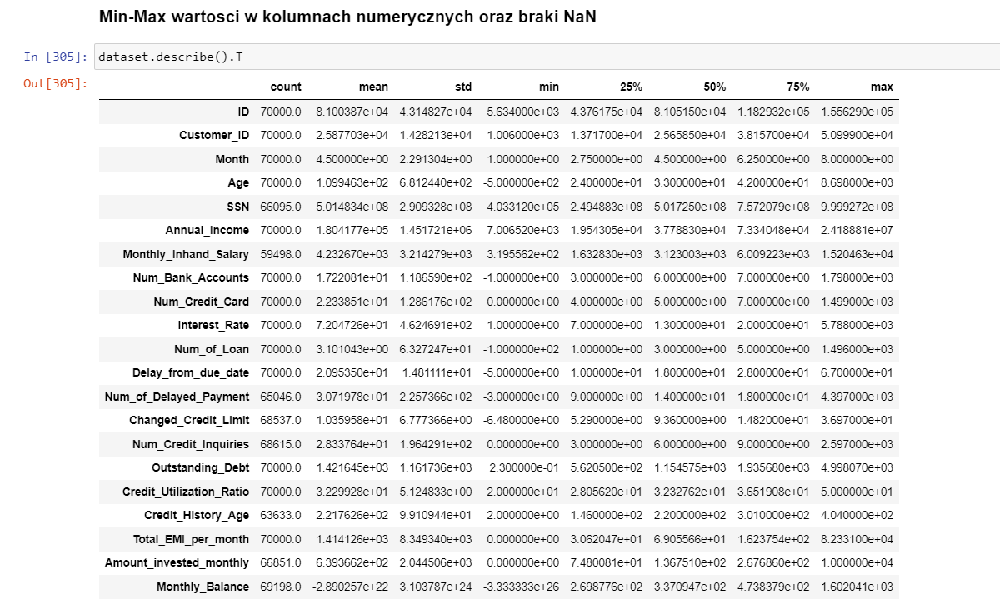 Min-Max wartosci w kolumnach numerycznych oraz braki NaN
In [305]: dataset.describe().T
Out[305]:
count mean std min 25% 50% 75% max
ID 70000.0 8.100387e+04 4.314827e+04 5.634000e+03 4.376175e+04 8.105150e+04 1.182932e+05 1.556290e+05
Customer_ID 70000.0 2.587703e+04 1.428213e+04 1.006000e+03 1.371700e+04 2.565850e+04 3.815700e+04 5.099900e+04
Month 70000.0 4.500000e+00 2.291304e+00 1.000000e+00 2.750000e+00 4.500000e+00 6.250000e+00 8.000000e+00
Age 70000.0 1.099463e+02 6.812440e+02 -5.000000e+02 2.400000e+01 3.300000e+01 4.200000e+01 8.698000e+03
SSN 66095.0 5.014834e+08 2.909328e+08 4.033120e+05 2.494883e+08 5.017250e+08 7.572079e+08 9.999272e+08
Annual_Income 70000.0 1.804177e+05 1.451721e+06 7.006520e+03 1.954305e+04 3.778830e+04 7.334048e+04 2.418881e+07
Monthly_Inhand_Salary 59498.0 4.232670e+03 3.214279e+03 3.195562e+02 1.632830e+03 3.123003e+03 6.009223e+03 1.520463e+04
Num_Bank_Accounts 70000.0 1.722081e+01 1.186590e+02 -1.000000e+00 3.000000e+00 6.000000e+00 7.000000e+00 1.798000e+03
Num_Credit_Card 70000.0 2.233851e+01 1.286176e+02 0.000000e+00 4.000000e+00 5.000000e+00 7.000000e+00 1.499000e+03
Interest_Rate 70000.0 7.204726e+01 4.624691e+02 1.000000e+00 7.000000e+00 1.300000e+01 2.000000e+01 5.788000e+03
Num_of_Loan 70000.0 3.101043e+00 6.327247e+01 -1.000000e+02 1.000000e+00 3.000000e+00 5.000000e+00 1.496000e+03
Delay_from_due_date 70000.0 2.095350e+01 1.481111e+01 -5.000000e+00 1.000000e+01 1.800000e+01 2.800000e+01 6.700000e+01
Num_of_Delayed_Payment 65046.0 3.071978e+01 2.257366e+02 -3.000000e+00 9.000000e+00 1.400000e+01 1.800000e+01 4.397000e+03
Changed_Credit_Limit 68537.0 1.035958e+01 6.777366e+00 -6.480000e+00 5.290000e+00 9.360000e+00 1.482000e+01 3.697000e+01
Num_Credit_Inquiries 68615.0 2.833764e+01 1.964291e+02 0.000000e+00 3.000000e+00 6.000000e+00 9.000000e+00 2.597000e+03
Outstanding_Debt 70000.0 1.421645e+03 1.161736e+03 2.300000e-01 5.620500e+02 1.154575e+03 1.935680e+03 4.998070e+03
Credit_Utilization_Ratio 70000.0 3.229928e+01 5.124833e+00 2.000000e+01 2.805620e+01 3.232762e+01 3.651908e+01 5.000000e+01
Credit_History_Age 63633.0 2.217626e+02 9.910944e+01 2.000000e+00 1.460000e+02 2.200000e+02 3.010000e+02 4.040000e+02
Total_EMI_per_month 70000.0 1.414126e+03 8.349340e+03 0.000000e+00 3.062047e+01 6.905566e+01 1.623754e+02 8.233100e+04
Amount_invested_monthly 66851.0 6.393662e+02 2.044506e+03 0.000000e+00 7.480081e+01 1.367510e+02 2.676860e+02 1.000000e+04
Monthly_Balance 69198.0 -2.890257e+22 3.103787e+24 -3.333333e+26 2.698776e+02 3.370947e+02 4.738379e+02 1.602041e+03